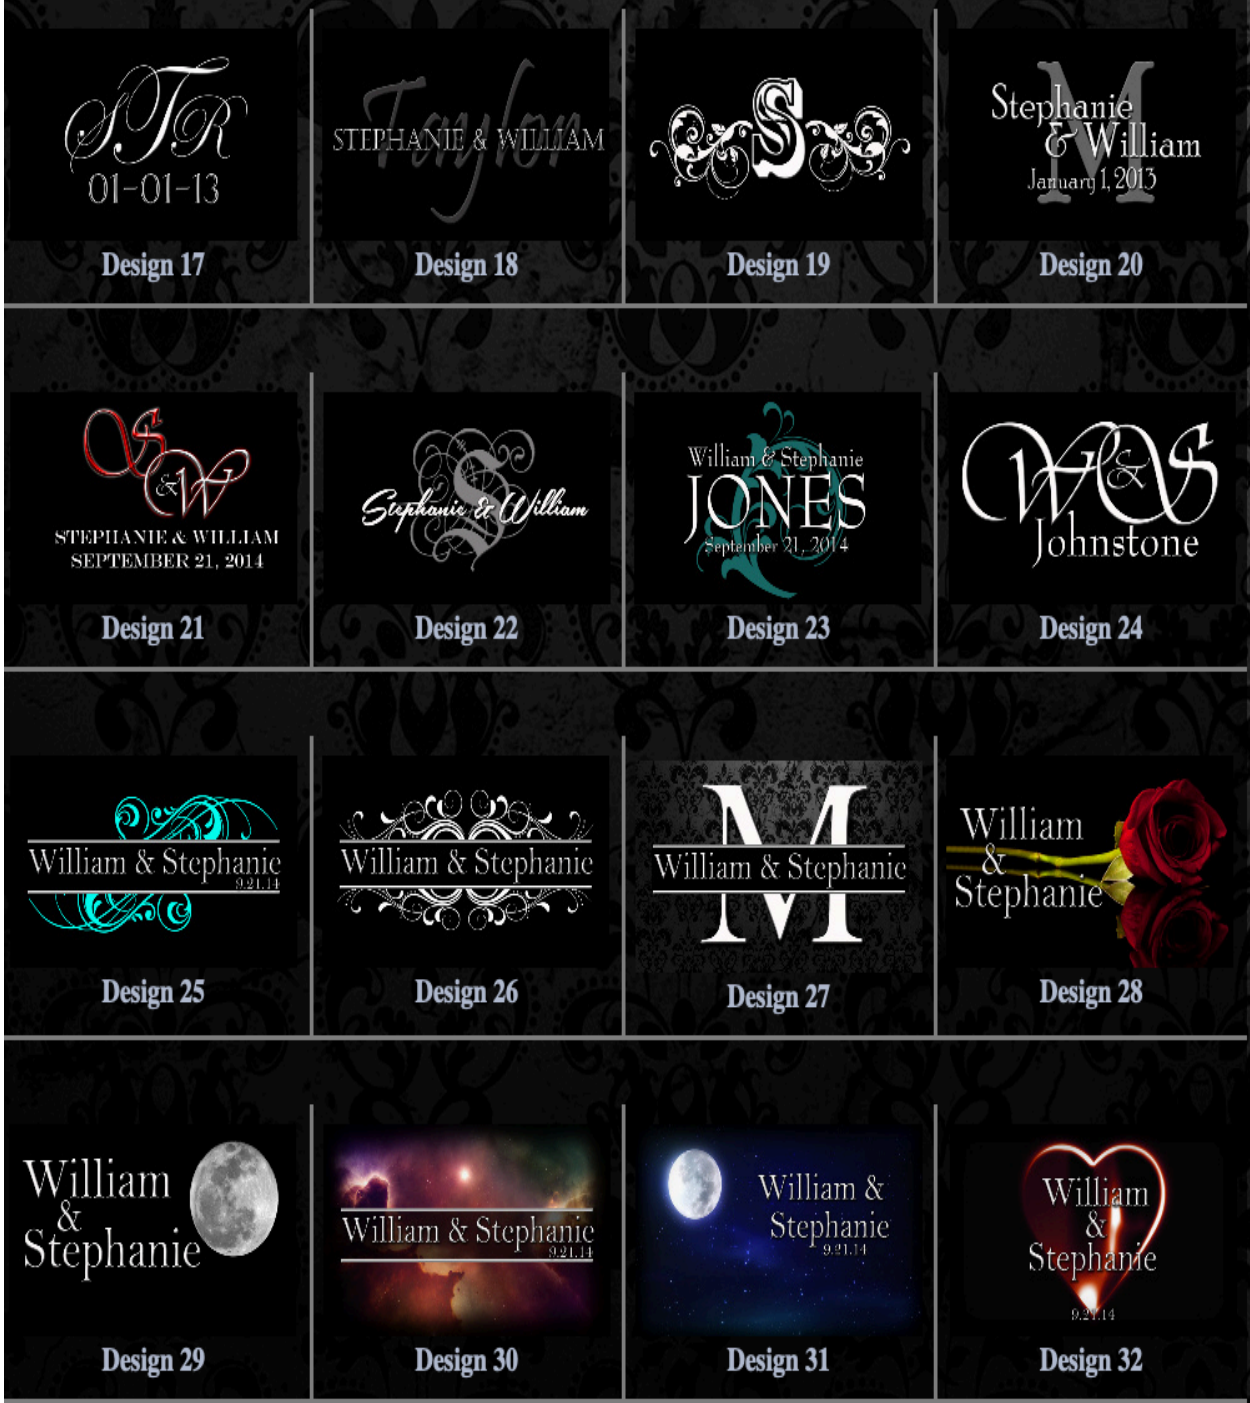 STR
01-01-13
Design 17
Taylor
STEPHANIE & WILLIAM
Design 18
S
Design 19
M
Stephanie
& William
January 1, 2013
Design 20
S
&W
STEPHANIE & WILLIAM
SEPTEMBER 21, 2014
Design 21
S
Stephanie & William
Design 22
William & Stephanie
JONES
September 21, 2014
Design 23
W&S
Johnstone
Design 24
William & Stephanie
9.21.14
Design 25
William & Stephanie
Design 26
M
William & Stephanie
Design 27
William
&
Stephanie
Design 28
William
&
Stephanie
Design 29
William & Stephanie
9.21.14
Design 30
William &
Stephanie
9.21.14
Design 31
William
&
Stephanie
9.21.14
Design 32